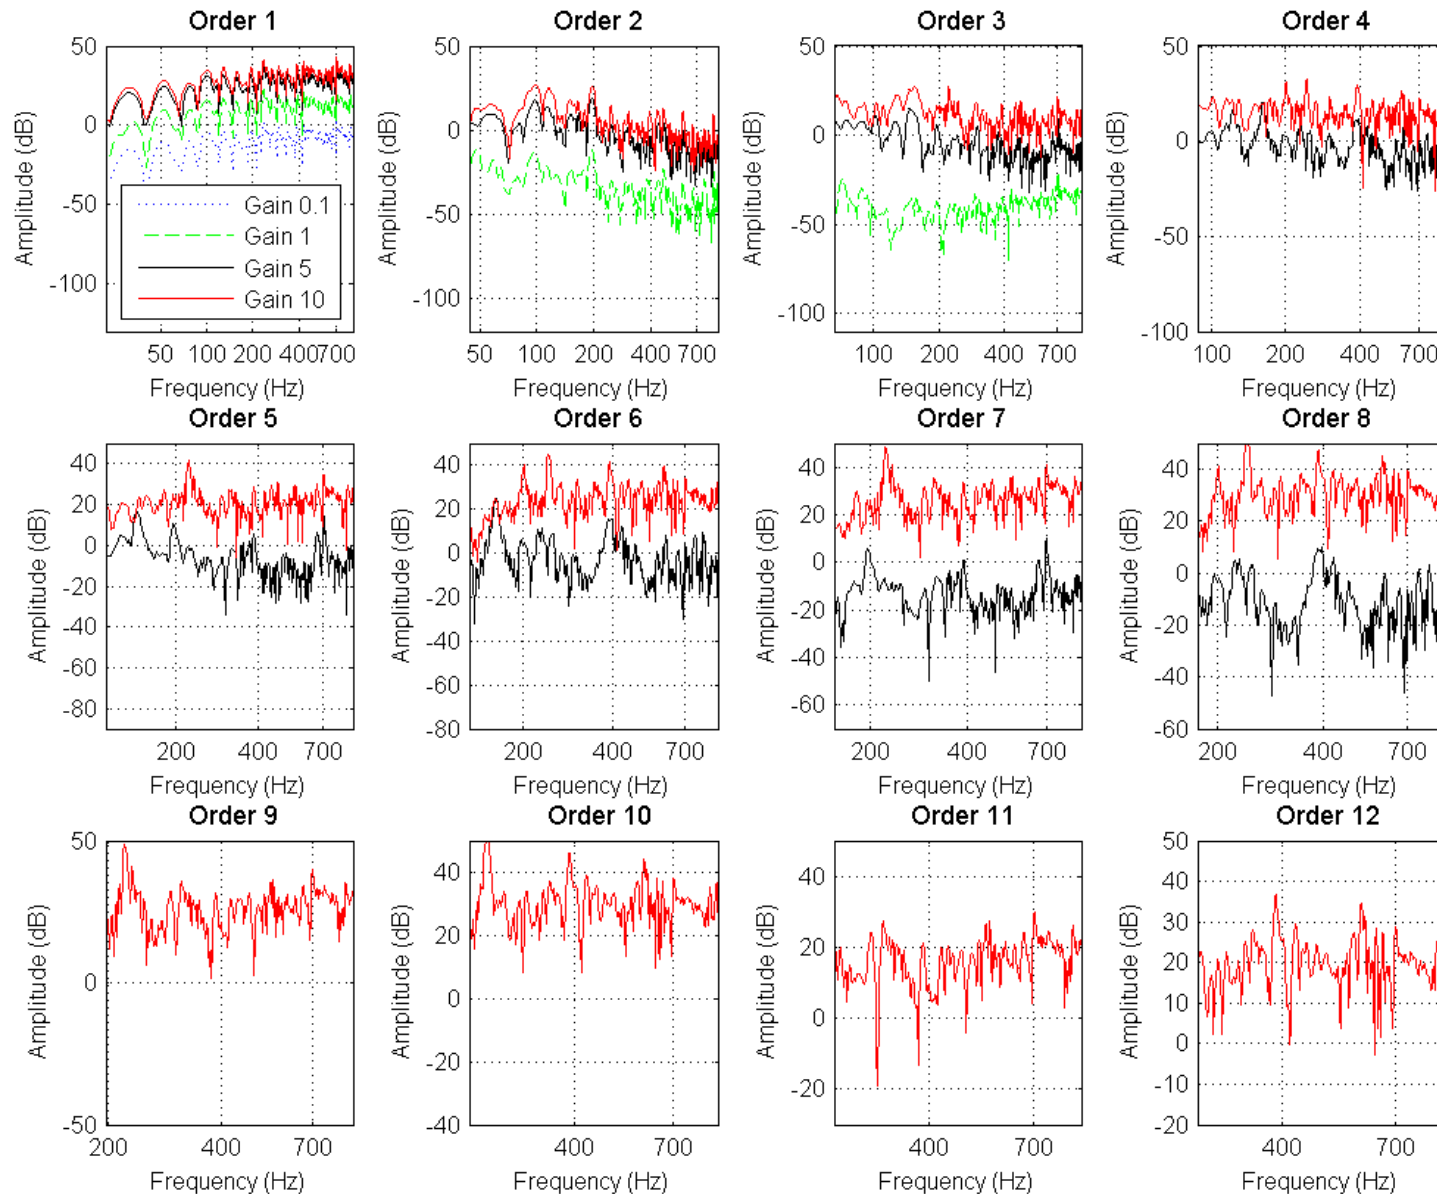 Order 1
Order 2
Order 3
Order 4
50
0
-50
-100
Amplitude (dB)
Gain 0.1
Gain 1
Gain 5
Gain 10
50 100 200 400 700
Frequency (Hz)
50
0
-50
-100
Amplitude (dB)
50 100 200 400 700
Frequency (Hz)
50
0
-50
-100
Amplitude (dB)
100 200 400 700
Frequency (Hz)
50
0
-50
-100
Amplitude (dB)
100 200 400 700
Frequency (Hz)
Order 5
Order 6
Order 7
Order 8
40
20
0
-20
-40
-60
-80
Amplitude (dB)
200 400 700
Frequency (Hz)
40
20
0
-20
-40
-60
-80
Amplitude (dB)
200 400 700
Frequency (Hz)
40
20
0
-20
-40
-60
Amplitude (dB)
200 400 700
Frequency (Hz)
40
20
0
-20
-40
-60
Amplitude (dB)
200 400 700
Frequency (Hz)
Order 9
Order 10
Order 11
Order 12
50
0
-50
Amplitude (dB)
200 400 700
Frequency (Hz)
40
20
0
-20
-40
Amplitude (dB)
400 700
Frequency (Hz)
40
20
0
-20
Amplitude (dB)
400 700
Frequency (Hz)
50
40
30
20
10
0
-10
-20
Amplitude (dB)
400 700
Frequency (Hz)